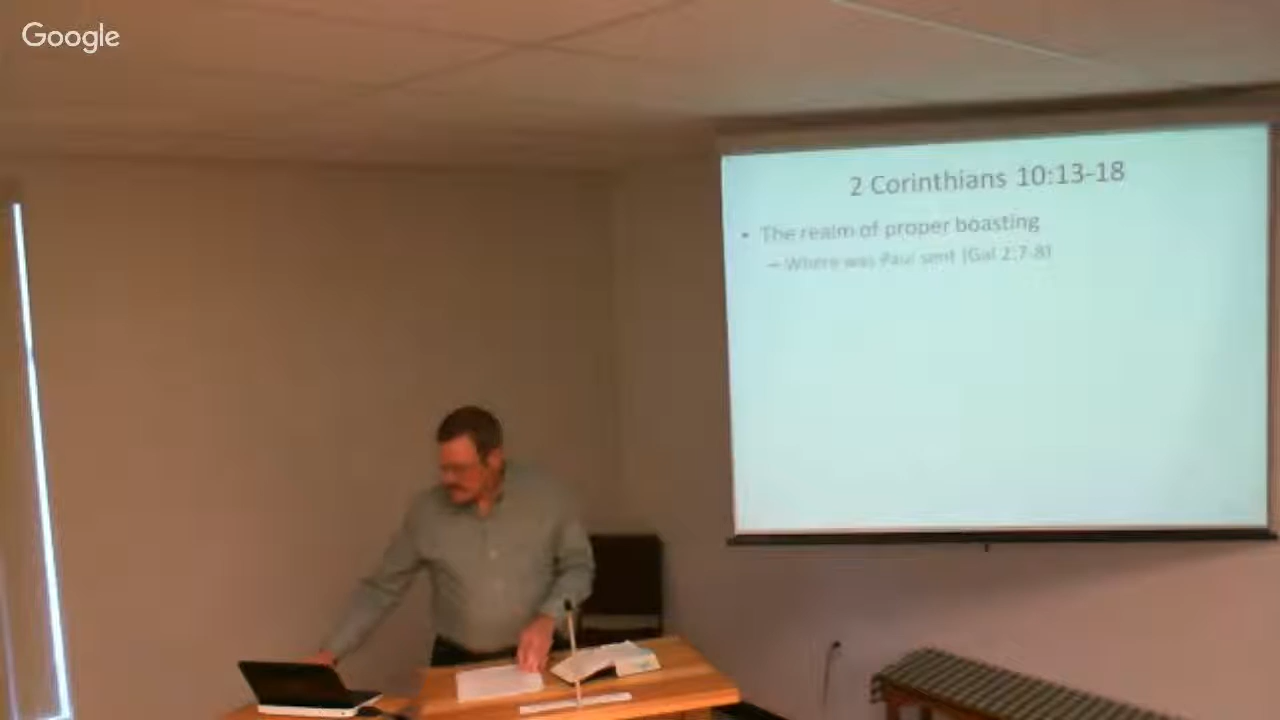 Google
2 Corinthians 10:13-18
• The realm of proper boasting
– Where was Paul sent (Gal 2:7-8)